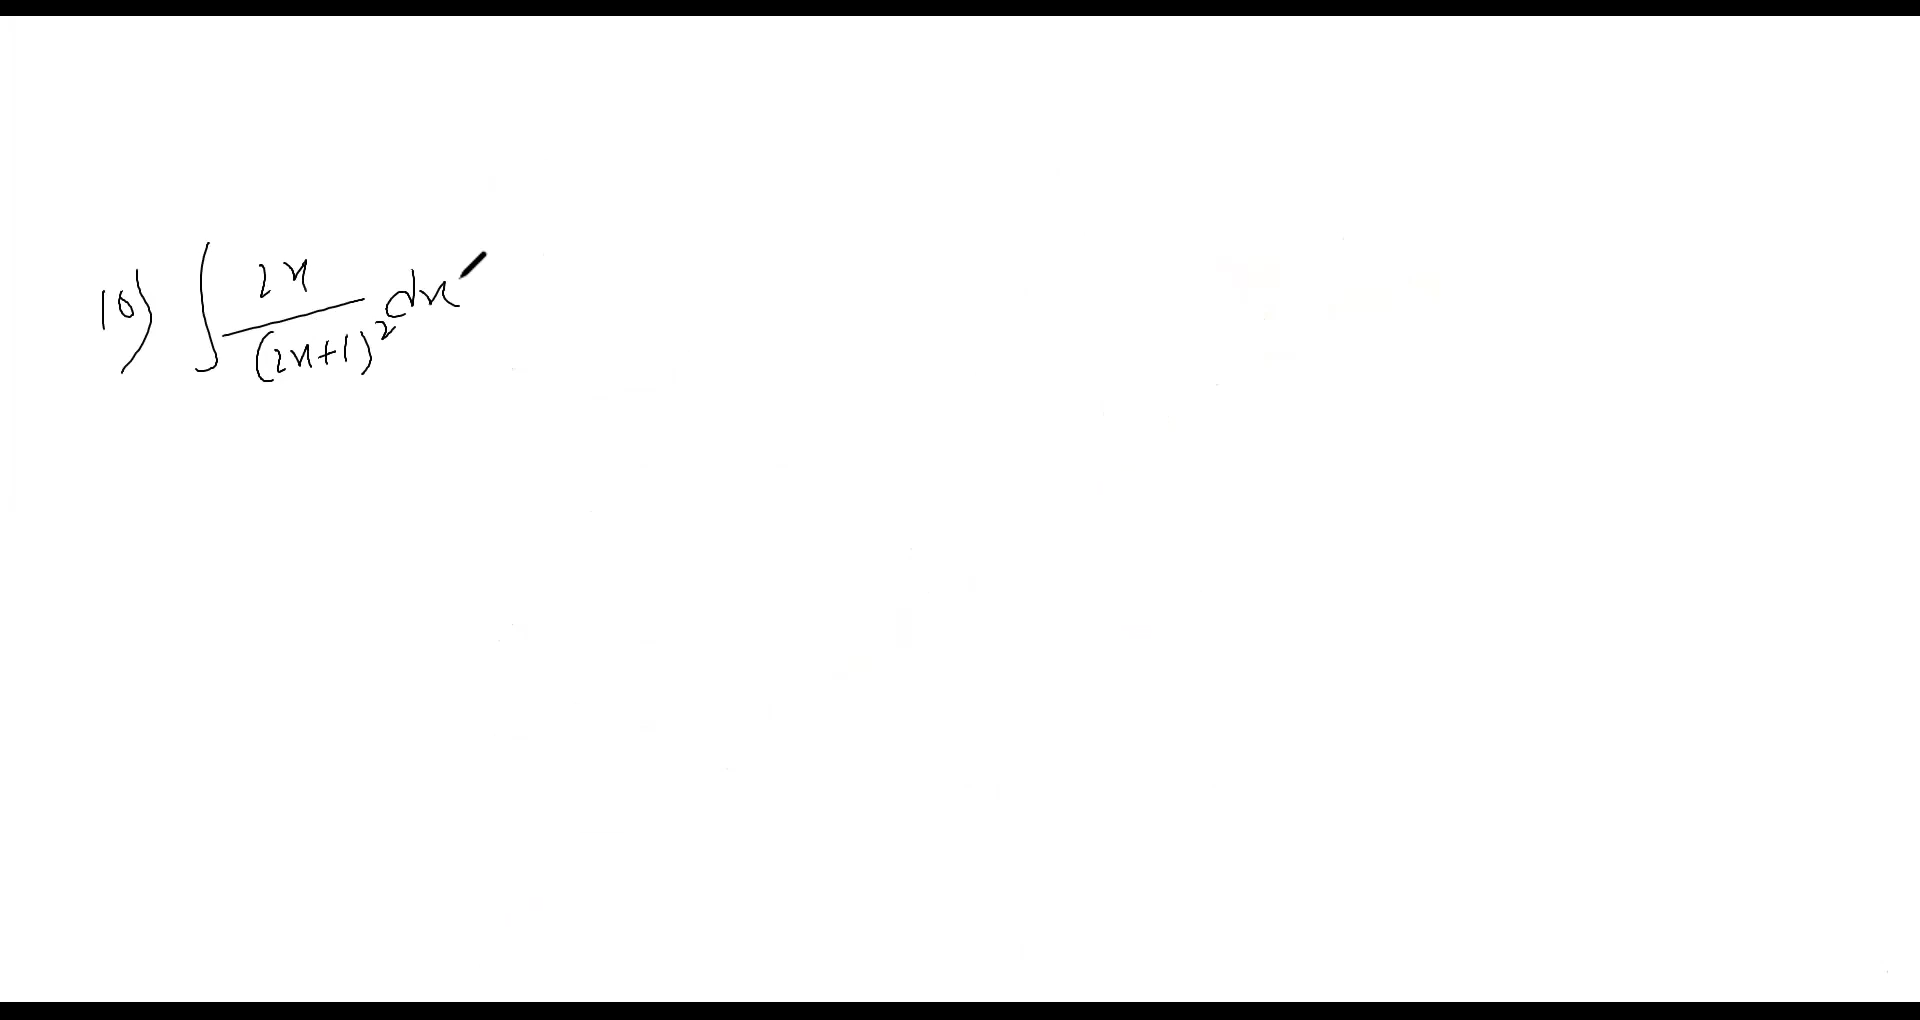 10) ∫ 2x/(2x+1)² dx